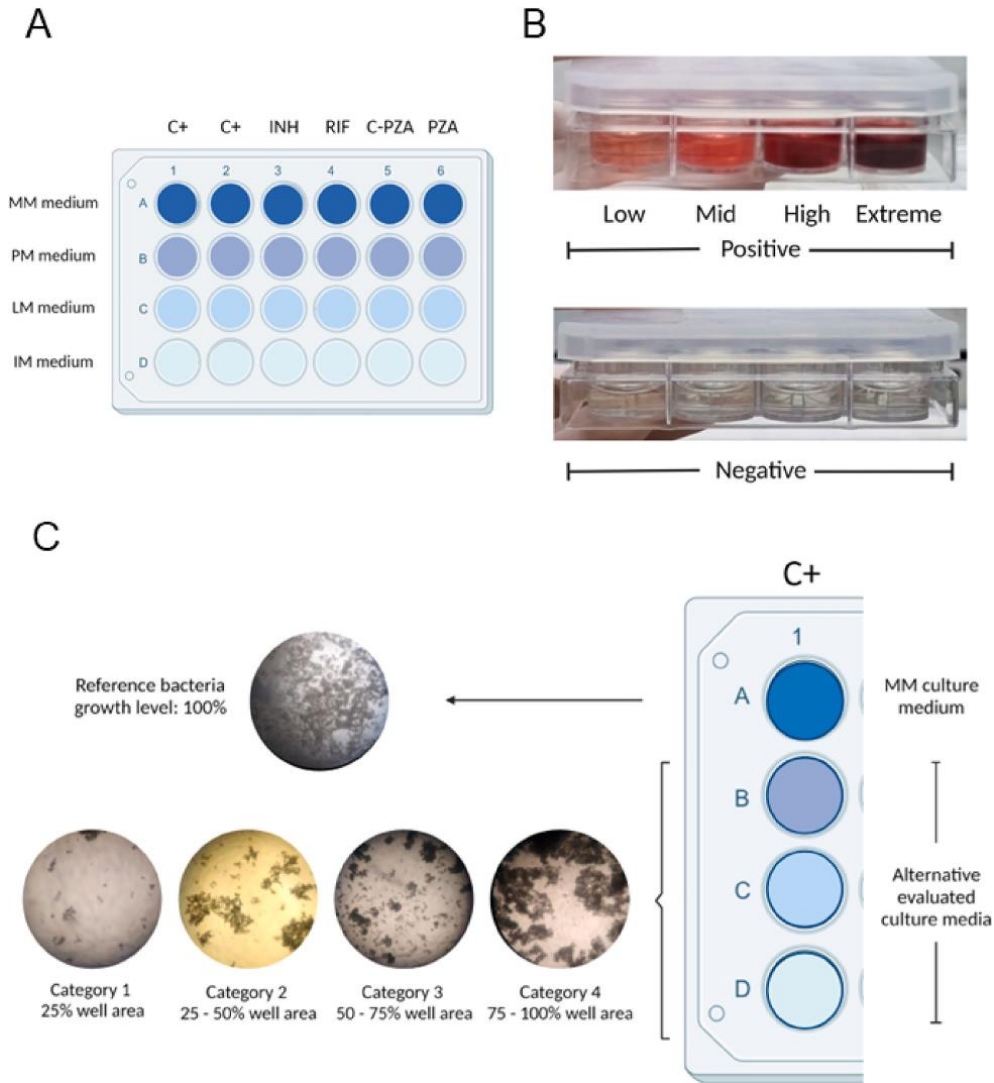 A
C+ C+ INH RIF C-PZA PZA
1 2 3 4 5 6
MM medium A
PM medium B
LM medium C
IM medium D
B
Low Mid High Extreme
Positive
Negative
C
Reference bacteria
growth level: 100%
Category 1
25% well area
Category 2
25 - 50% well area
Category 3
50 - 75% well area
Category 4
75 - 100% well area
C+
1
A
B
C
D
MM culture
medium
Alternative
evaluated
culture media